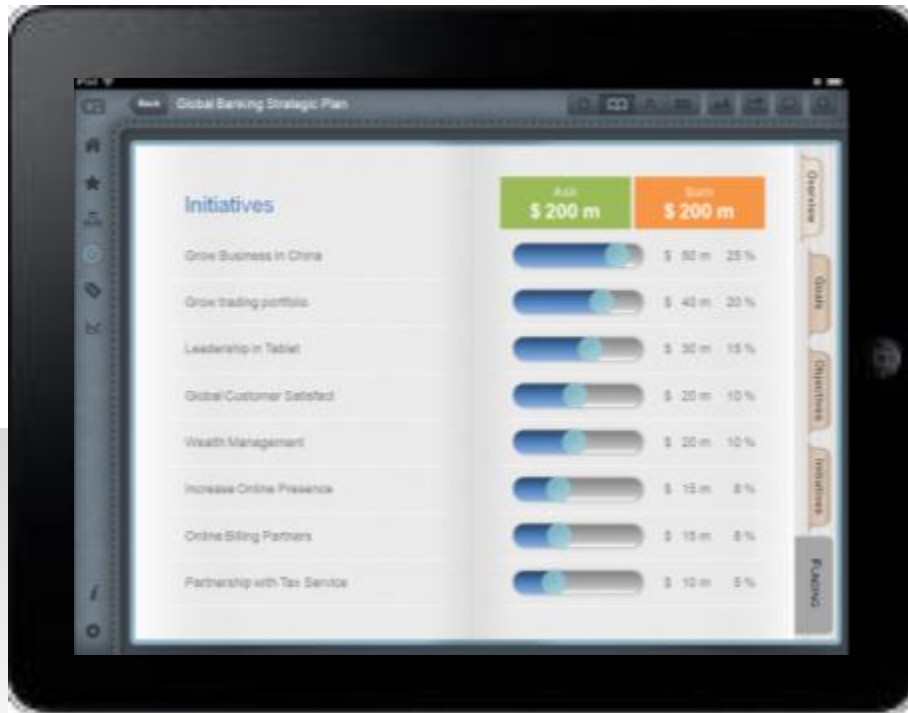 iPad
Back Global Banking Strategic Plan
Initiatives
Ask
$ 200 m
Sum
$ 200 m
Grow Business in China $ 50 m 25 %
Grow trading portfolio $ 40 m 20 %
Leadership in Tablet $ 30 m 15 %
Global Customer Satisfact $ 20 m 10 %
Wealth Management $ 20 m 10 %
Increase Online Presence $ 15 m 8 %
Online Billing Partners $ 15 m 8 %
Partnership with Tax Service $ 10 m 5 %
Overview
Goals
Objectives
Initiatives
FUNDING